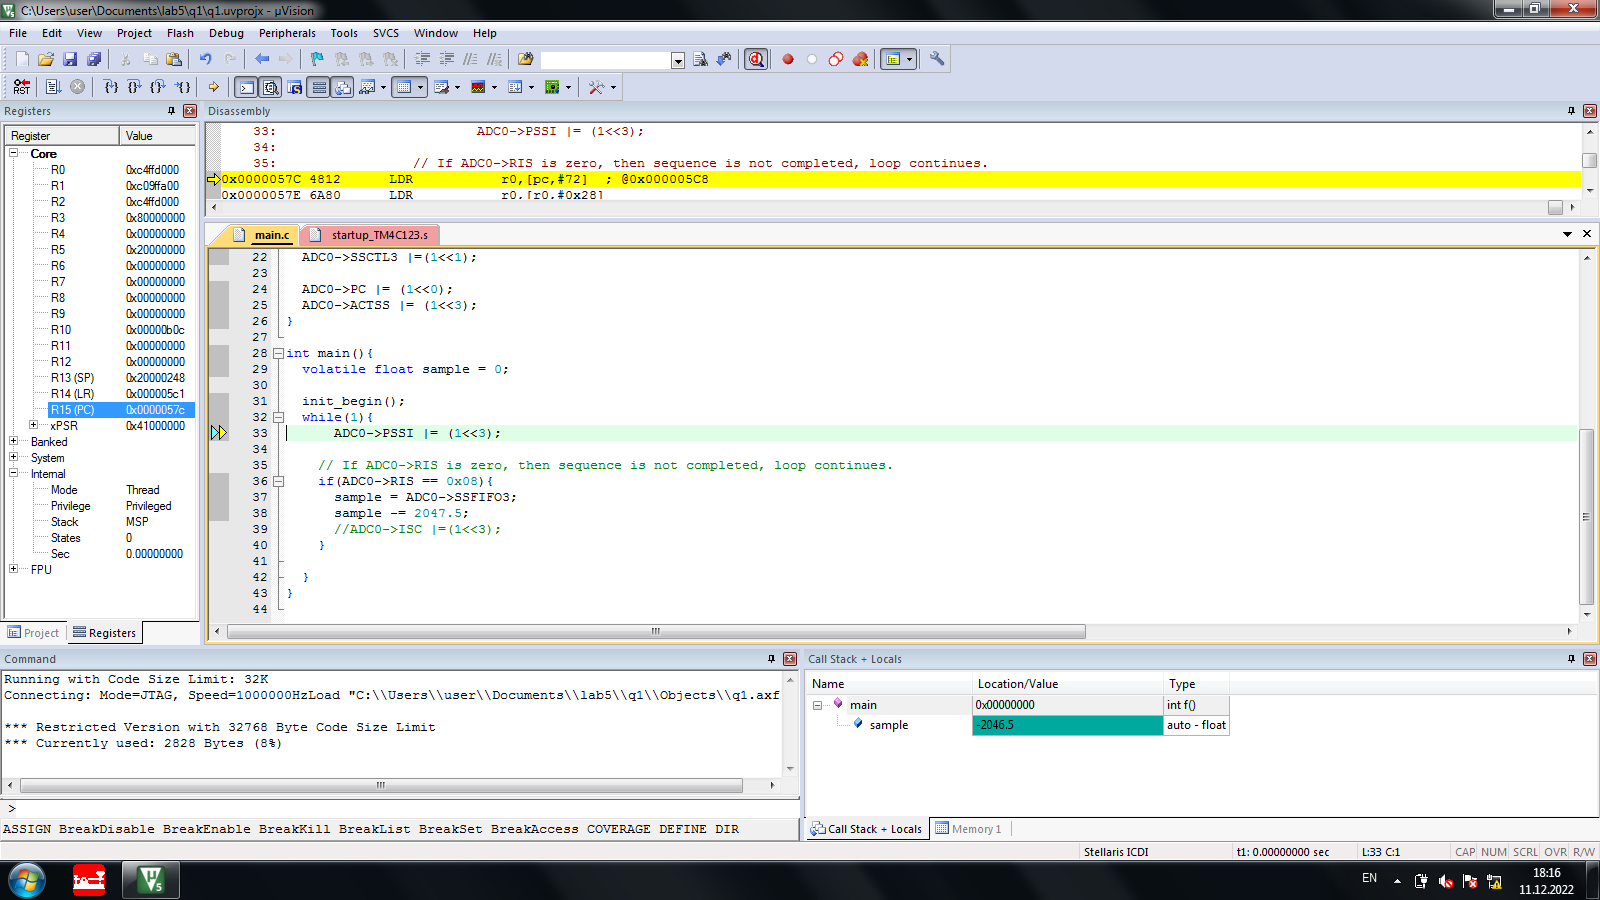 C:\Users\user\Documents\lab5\q1\q1.uvprojx - µVision
File Edit View Project Flash Debug Peripherals Tools SVCS Window Help
Registers
Register Value
Core
R0 0xc4ffd000
R1 0xc09ffa00
R2 0xc4ffd000
R3 0x80000000
R4 0x00000000
R5 0x20000000
R6 0x00000000
R7 0x00000000
R8 0x00000000
R9 0x00000000
R10 0x00000b0c
R11 0x00000000
R12 0x00000000
R13 (SP) 0x20000248
R14 (LR) 0x000005c1
R15 (PC) 0x0000057c
xPSR 0x41000000
Banked
System
Internal
Mode Thread
Privilege Privileged
Stack MSP
States 0
Sec 0.00000000
FPU
Project Registers
Disassembly
33: ADC0->PSSI |= (1<<3);
34:
35: // If ADC0->RIS is zero, then sequence is not completed, loop continues.
0x0000057C 4812 LDR r0,[pc,#72] ; @0x000005C8
0x0000057E 6A80 LDR r0,[r0,#0x28]
main.c startup_TM4C123.s
22 ADC0->SSCTL3 |=(1<<1);
23
24 ADC0->PC |= (1<<0);
25 ADC0->ACTSS |= (1<<3);
26 }
27
28 int main(){
29 volatile float sample = 0;
30
31 init_begin();
32 while(1){
33 ADC0->PSSI |= (1<<3);
34
35 // If ADC0->RIS is zero, then sequence is not completed, loop continues.
36 if(ADC0->RIS == 0x08){
37 sample = ADC0->SSFIFO3;
38 sample -= 2047.5;
39 //ADC0->ISC |=(1<<3);
40 }
41
42 }
43 }
44
Command
Running with Code Size Limit: 32K
Connecting: Mode=JTAG, Speed=1000000HzLoad "C:\\Users\\user\\Documents\\lab5\\q1\\Objects\\q1.axf
*** Restricted Version with 32768 Byte Code Size Limit
*** Currently used: 2828 Bytes (8%)
>
ASSIGN BreakDisable BreakEnable BreakKill BreakList BreakSet BreakAccess COVERAGE DEFINE DIR
Call Stack + Locals
Name Location/Value Type
main 0x00000000 int f()
sample -2046.5 auto - float
Call Stack + Locals Memory 1
Stellaris ICDI t1: 0.00000000 sec L:33 C:1 CAP NUM SCRL OVR R/W
EN
18:16
11.12.2022